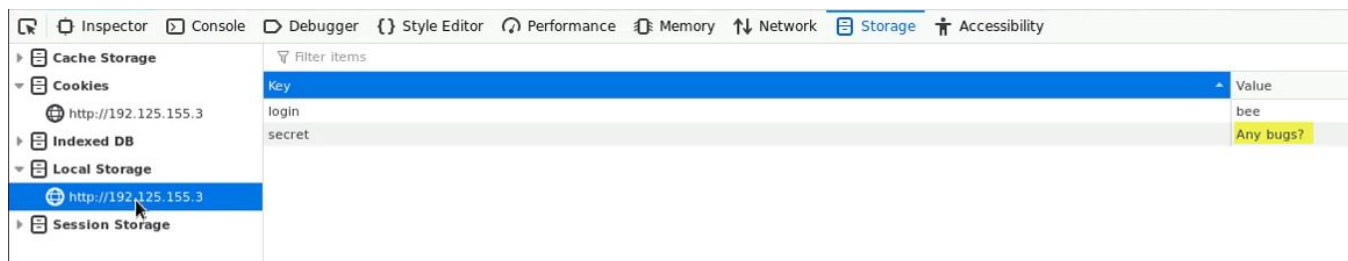 Inspector Console Debugger {} Style Editor Performance Memory Network Storage Accessibility
Cache Storage Filter items
Cookies Key Value
http://192.125.155.3 login bee
Indexed DB secret Any bugs?
Local Storage
http://192.125.155.3
Session Storage